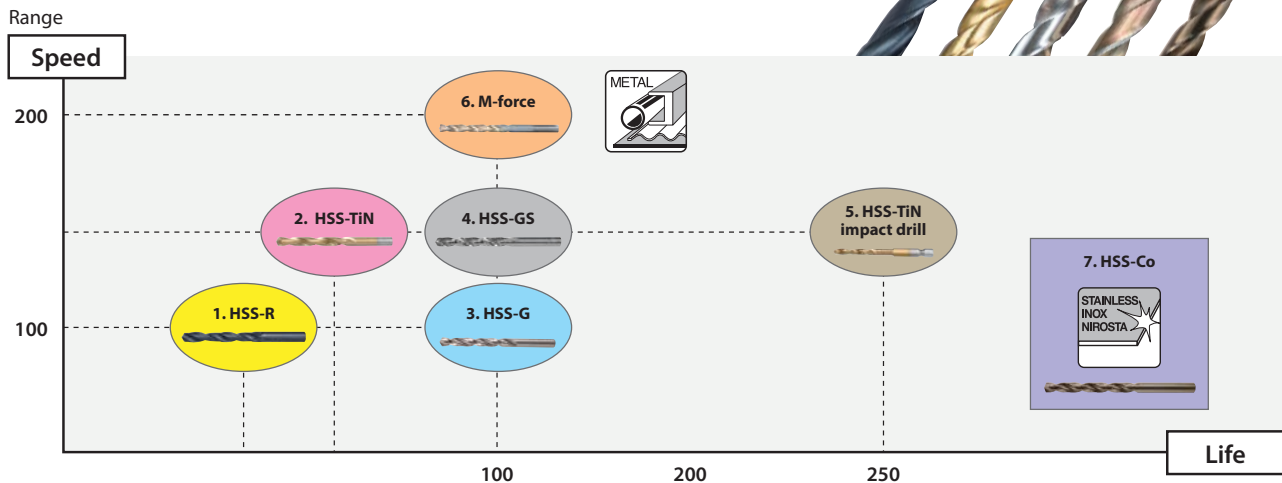 Range
Speed
200
6. M-force
METAL
2. HSS-TiN
4. HSS-GS
5. HSS-TiN
impact drill
7. HSS-Co
STAINLESS
INOX
NIROSTA
1. HSS-R
3. HSS-G
100
Life
100
200
250